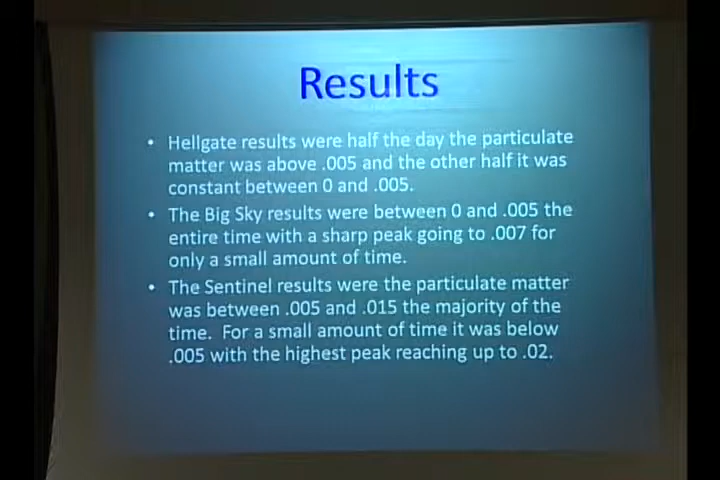 Results
• Hellgate results were half the day the particulate
matter was above .005 and the other half it was
constant between 0 and .005.
• The Big Sky results were between 0 and .005 the
entire time with a sharp peak going to .007 for
only a small amount of time.
• The Sentinel results were the particulate matter
was between .005 and .015 the majority of the
time.  For a small amount of time it was below
.005 with the highest peak reaching up to .02.